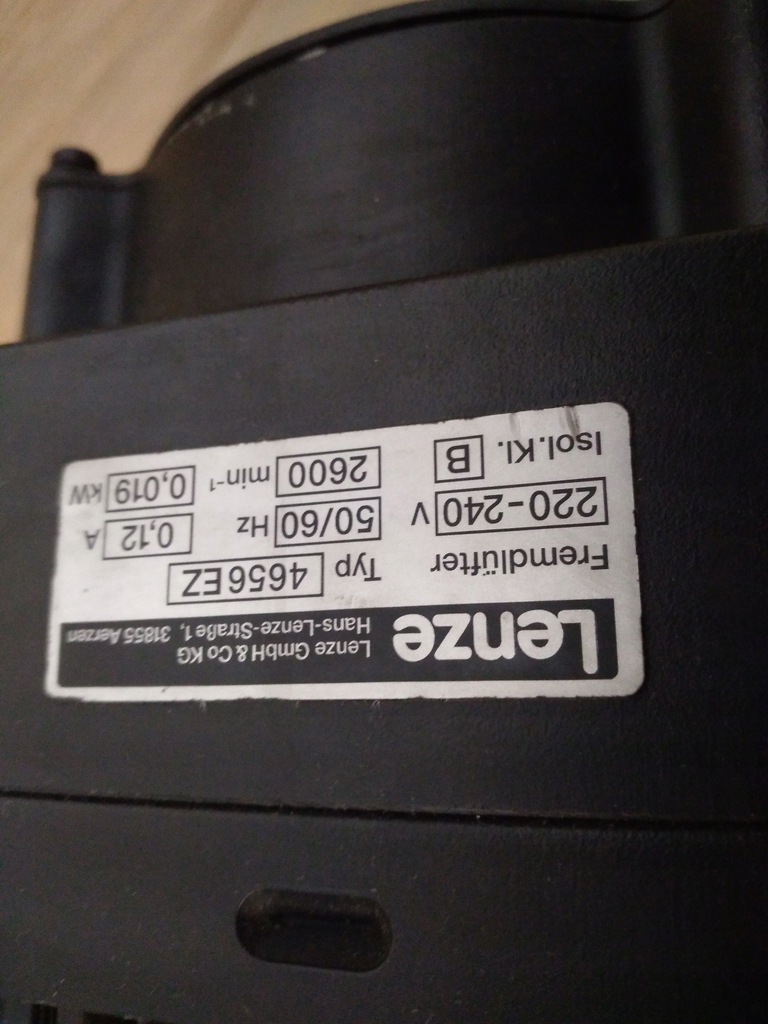 Lenze
Lenze GmbH & Co KG
Hans-Lenze-Straße 1, 31855 Aerzen
Fremdlüfter Typ 4656EZ
220-240 V 50/60 Hz 0,12 A
Isol.Kl. B 2600 min-1 0,019 kW